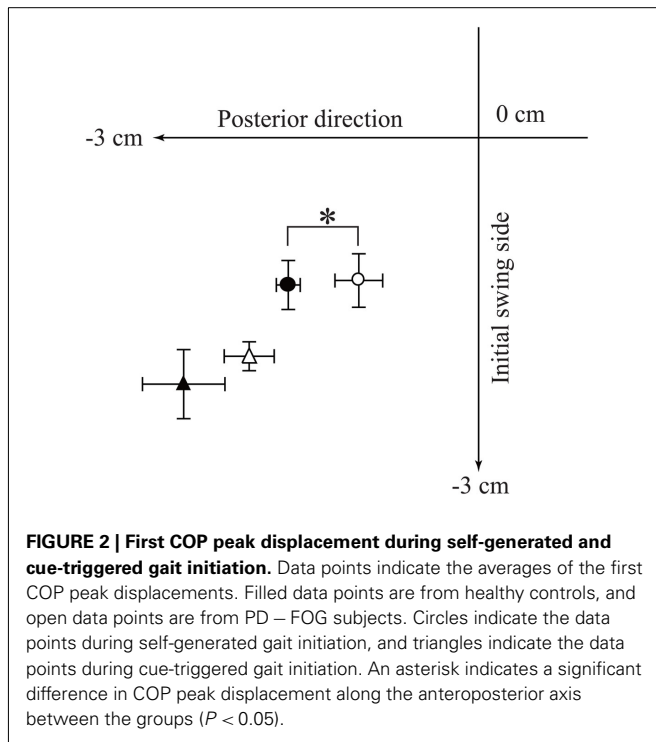 0 cm
Posterior direction
-3 cm
*
Initial swing side
-3 cm
FIGURE 2 | First COP peak displacement during self-generated and
cue-triggered gait initiation. Data points indicate the averages of the first
COP peak displacements. Filled data points are from healthy controls, and
open data points are from PD – FOG subjects. Circles indicate the data
points during self-generated gait initiation, and triangles indicate the data
points during cue-triggered gait initiation. An asterisk indicates a significant
difference in COP peak displacement along the anteroposterior axis
between the groups (P < 0.05).